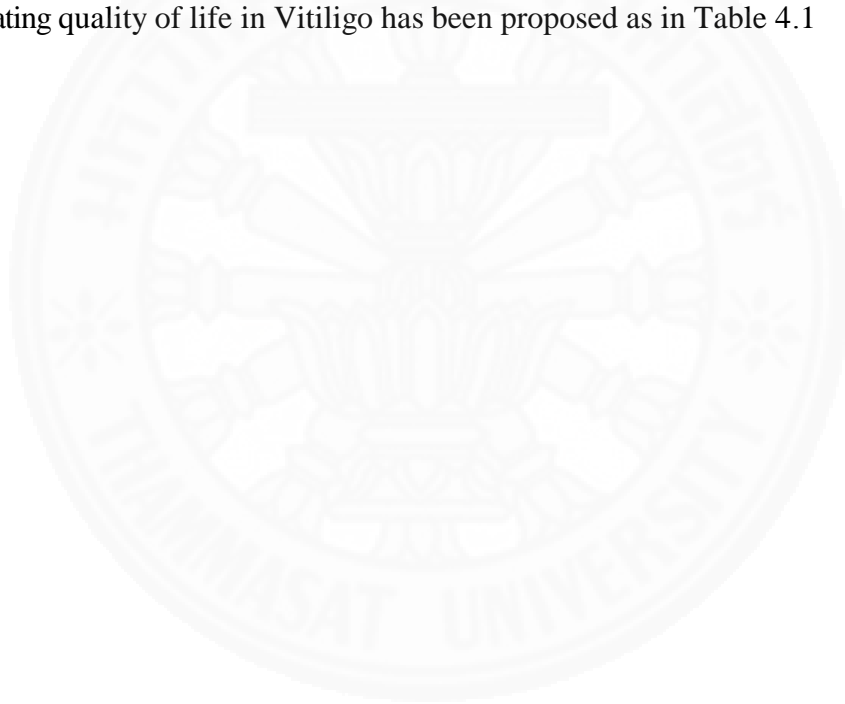 ating quality of life in Vitiligo has been proposed as in Table 4.1
THAMMASAT UNIVERSITY